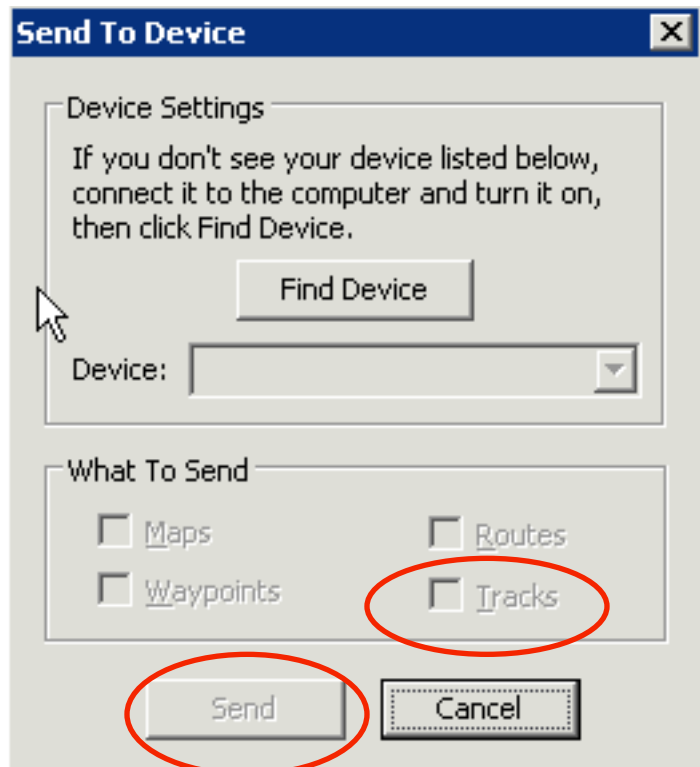 Send To Device
Device Settings
If you don't see your device listed below,
connect it to the computer and turn it on,
then click Find Device.
Find Device
Device:
What To Send
Maps
Routes
Waypoints
Tracks
Send
Cancel